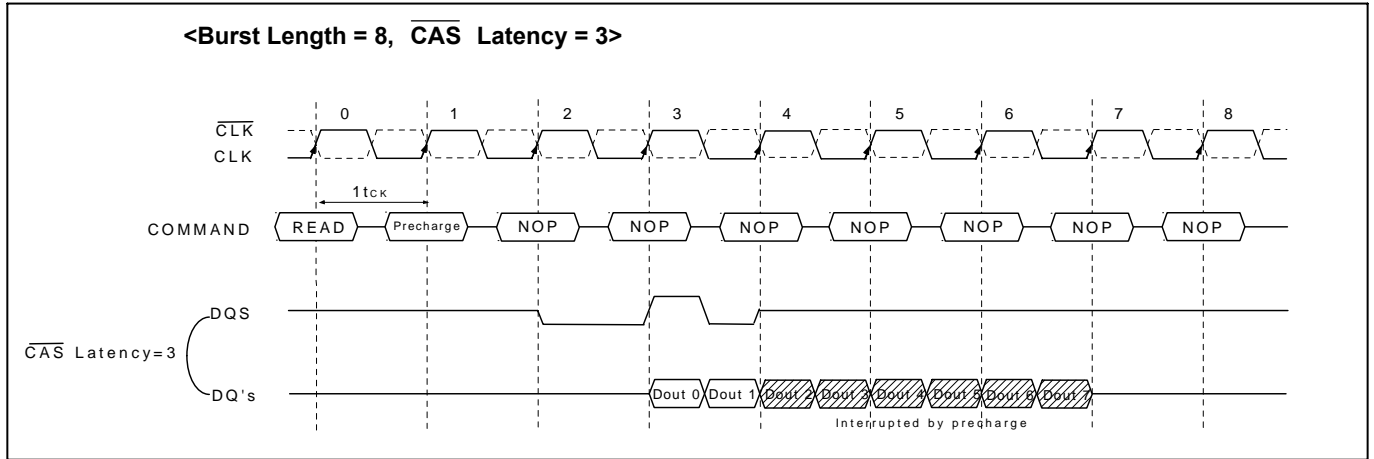 <Burst Length = 8, CAS Latency = 3>
0 1 2 3 4 5 6 7 8
CLK
CLK
1tCK
COMMAND READ Precharge NOP NOP NOP NOP NOP NOP NOP
DQS
CAS Latency=3
DQ's Dout 0 Dout 1 Dout 2 Dout 3 Dout 4 Dout 5 Dout 6 Dout 7
Interrupted by precharge